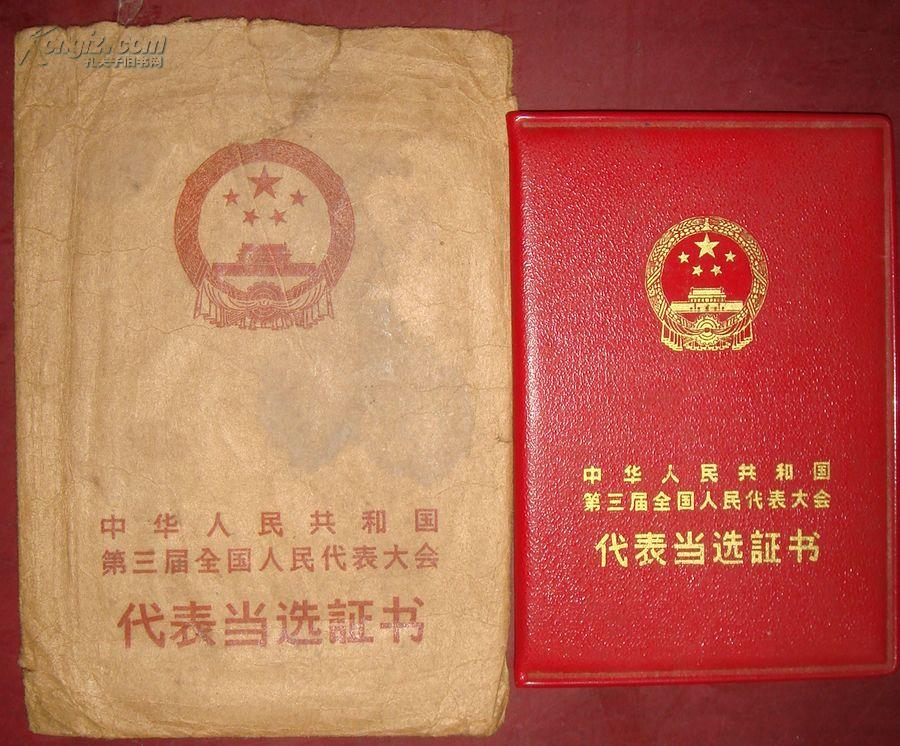 Kongfz.com
孔夫子旧书网
中华人民共和国
第三届全国人民代表大会
代表当选証书
中华人民共和国
第三届全国人民代表大会
代表当选証书